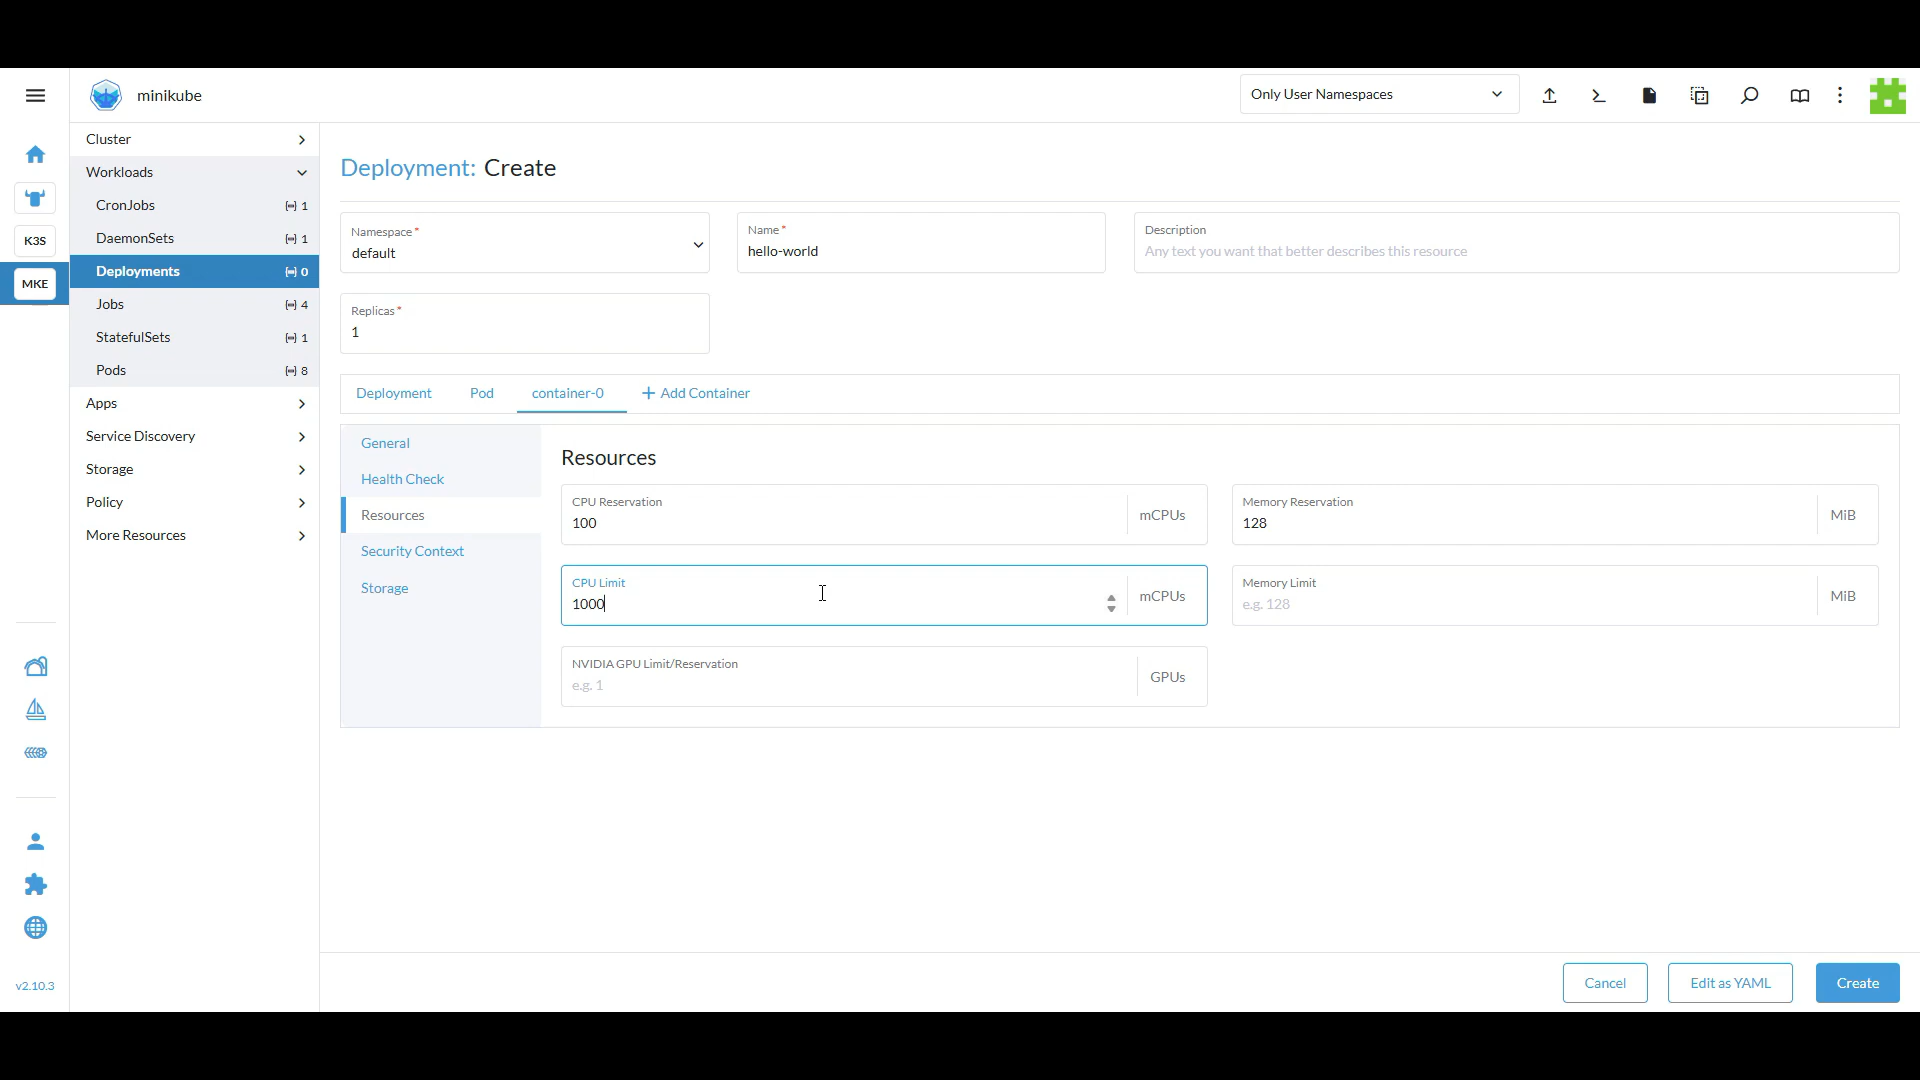 minikube
Only User Namespaces
K3S
MKE
v2.10.3
Cluster
Workloads
CronJobs 1
DaemonSets 1
Deployments 0
Jobs 4
StatefulSets 1
Pods 8
Apps
Service Discovery
Storage
Policy
More Resources
Deployment: Create
Namespace *
default
Name *
hello-world
Description
Any text you want that better describes this resource
Replicas *
1
Deployment Pod container-0 + Add Container
General
Health Check
Resources
Security Context
Storage
Resources
CPU Reservation
100 mCPUs
Memory Reservation
128 MiB
CPU Limit
1000 mCPUs
Memory Limit
e.g. 128 MiB
NVIDIA GPU Limit/Reservation
e.g. 1 GPUs
Cancel Edit as YAML Create